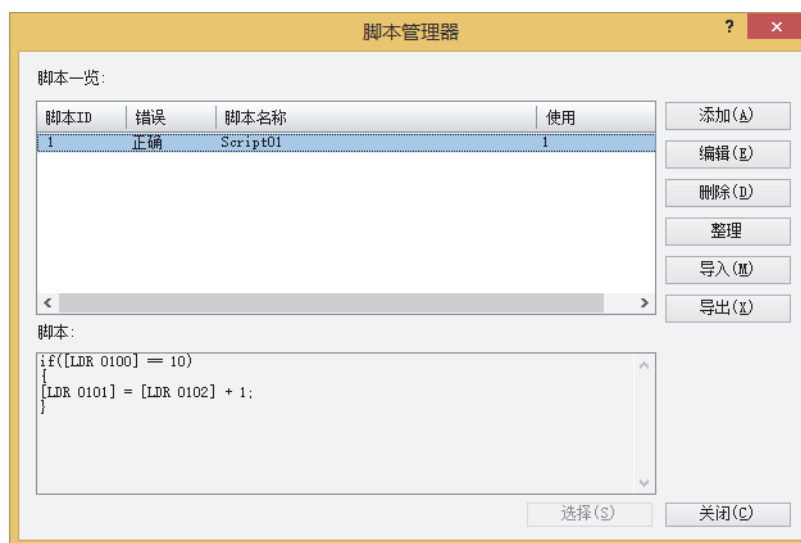 脚本管理器
? ×
脚本一览:
脚本ID 错误 脚本名称 使用
1 正确 Script01 1
添加(A)
编辑(E)
删除(D)
整理
导入(M)
导出(X)
脚本:
if([LDR 0100] == 10)
{
[LDR 0101] = [LDR 0102] + 1;
}
选择(S) 关闭(C)